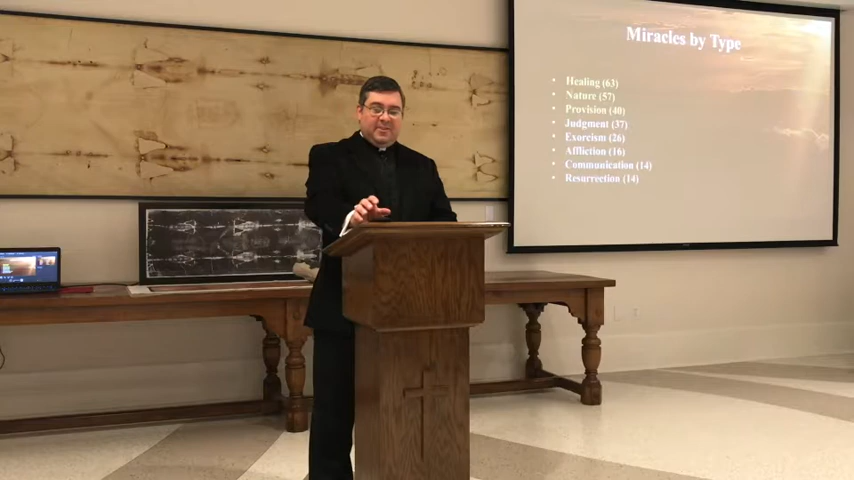 Miracles by Type
• Healing (63)
• Nature (57)
• Provision (40)
• Judgment (37)
• Exorcism (26)
• Affliction (16)
• Communication (14)
• Resurrection (14)